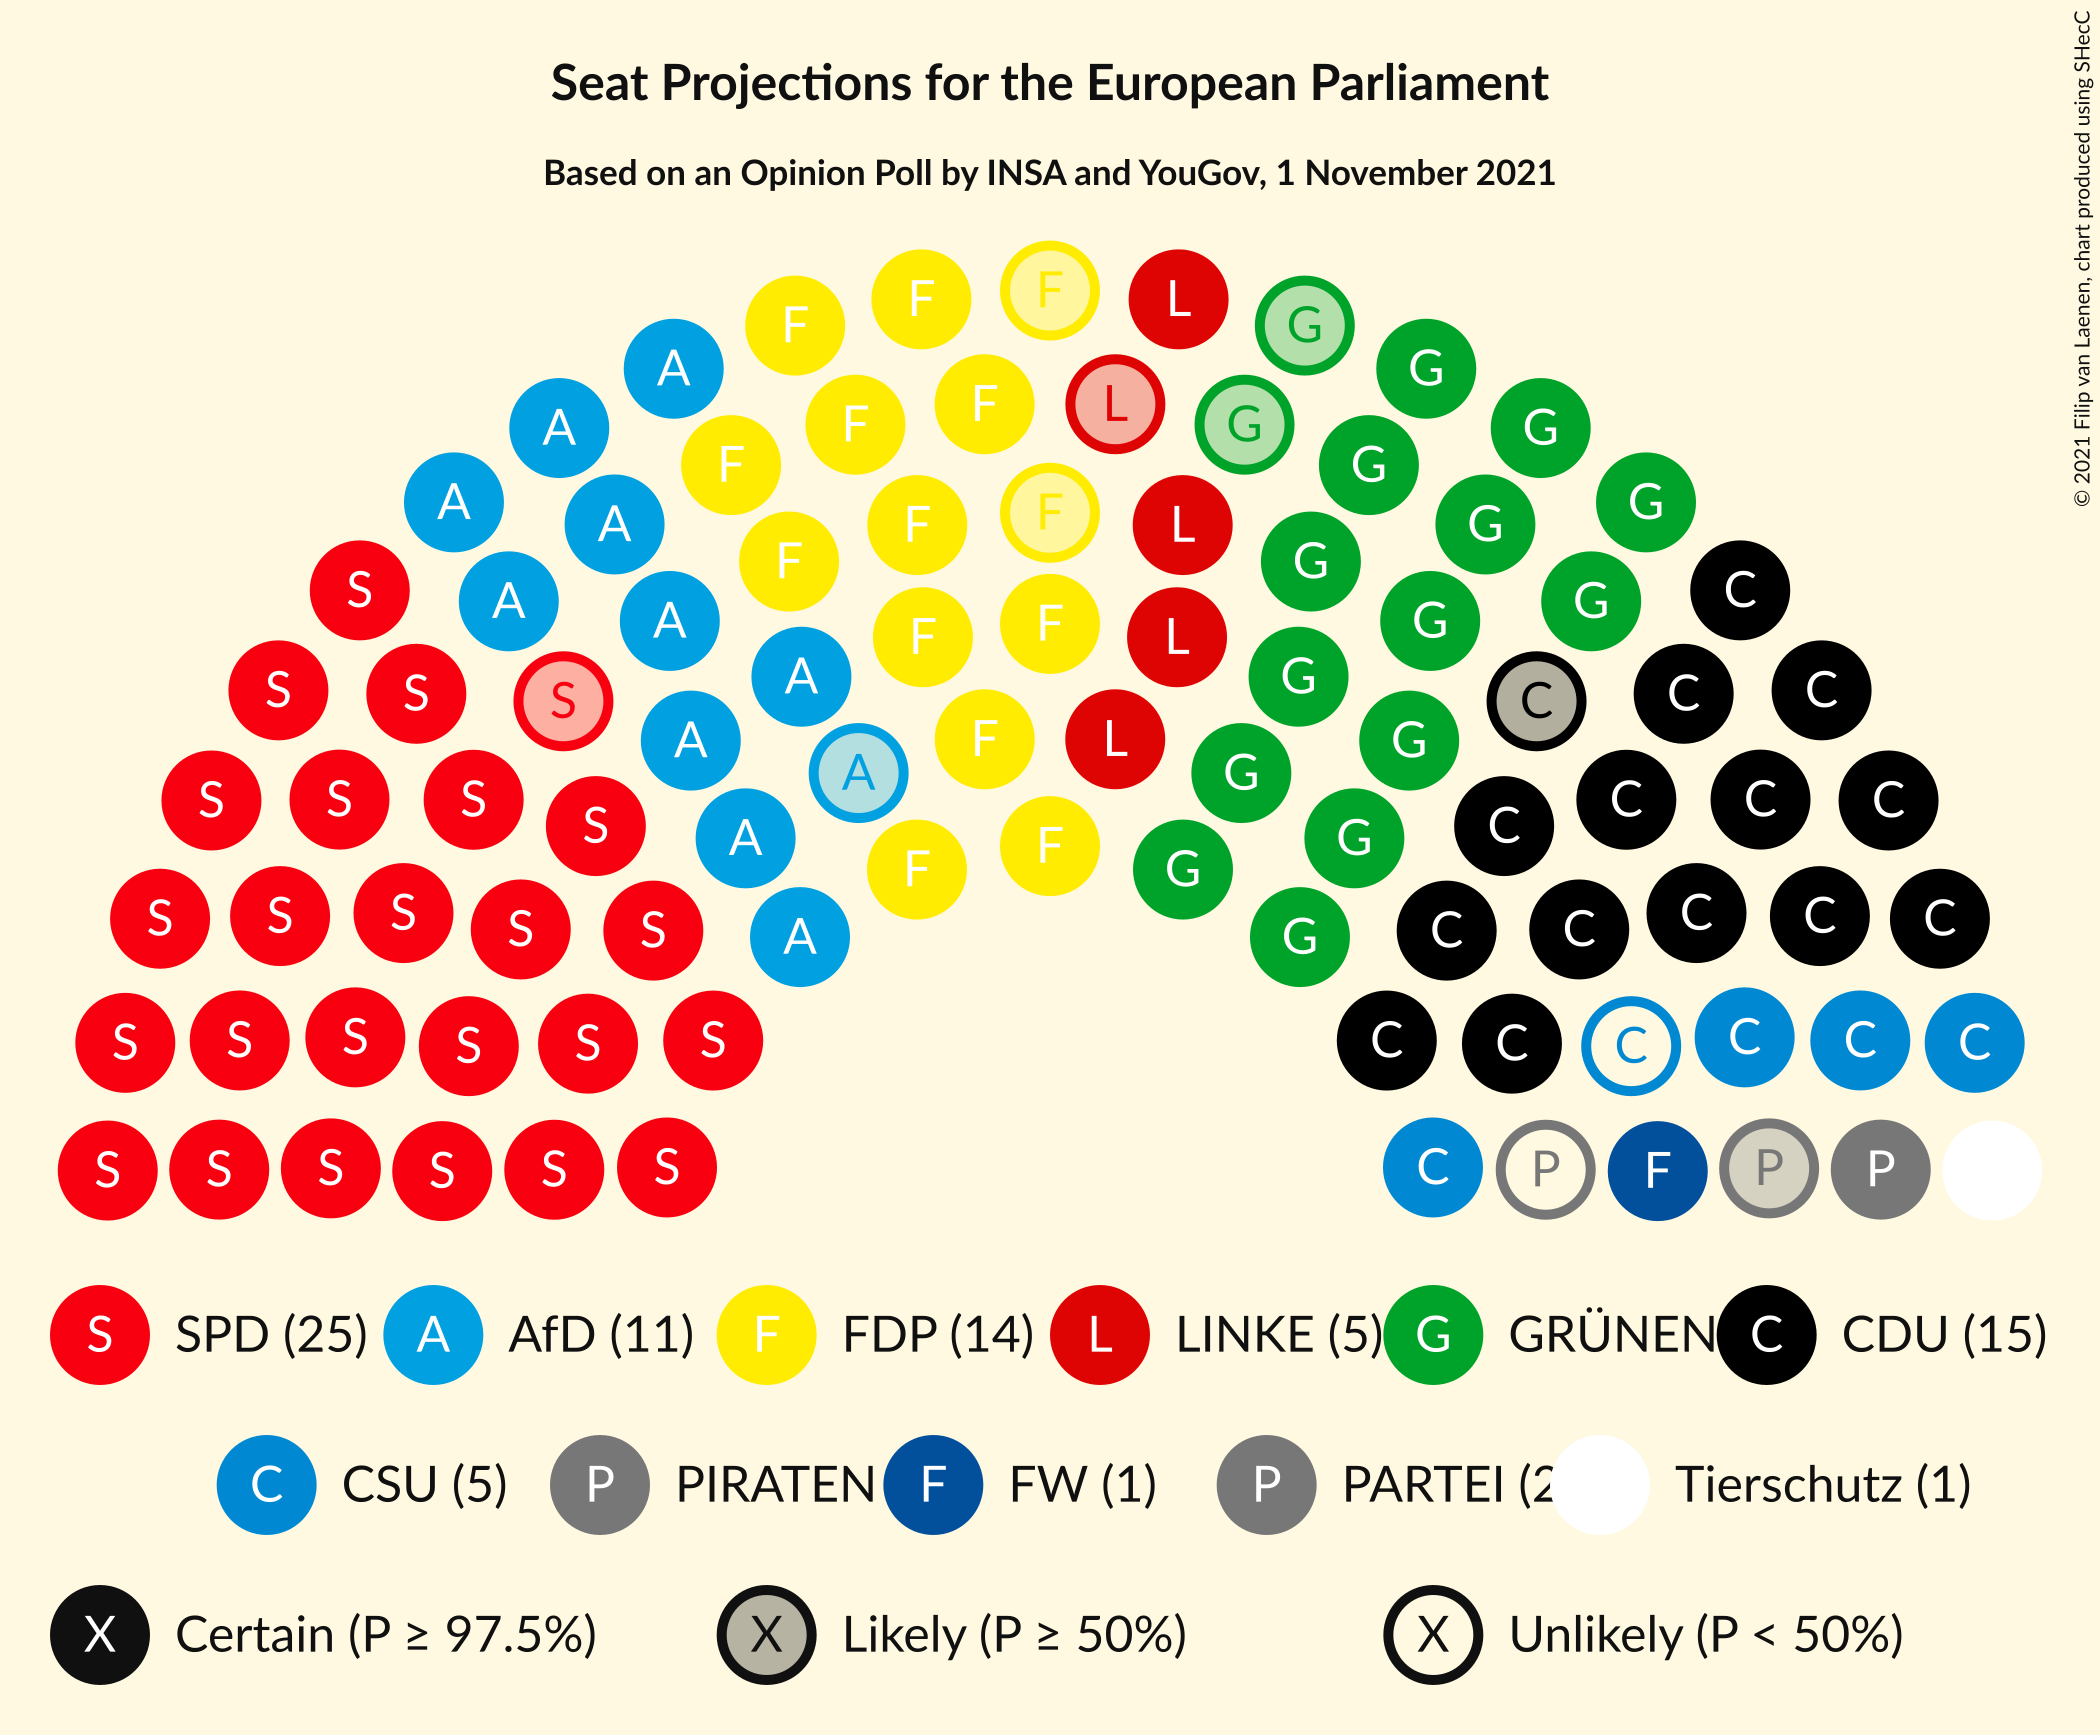 © 2021 Filip van Laenen, chart produced using SHecC
Seat Projections for the European Parliament
Based on an Opinion Poll by INSA and YouGov, 1 November 2021
F F F L G
A G
A F F L G G
F G
A A F F L G G
S F G C
A A F F L G G
S S S A G C C C
A F L G
S S S A G C C C
S A F F G G C
S S S S S A G C C C C C
S S S S S S C C C C C C
S S S S S S C P F P P
S SPD (25) A AfD (11) F FDP (14) L LINKE (5) G GRÜNEN C CDU (15)
C CSU (5) P PIRATEN F FW (1) P PARTEI (2 Tierschutz (1)
X Certain (P ≥ 97.5%) X Likely (P ≥ 50%) X Unlikely (P < 50%)